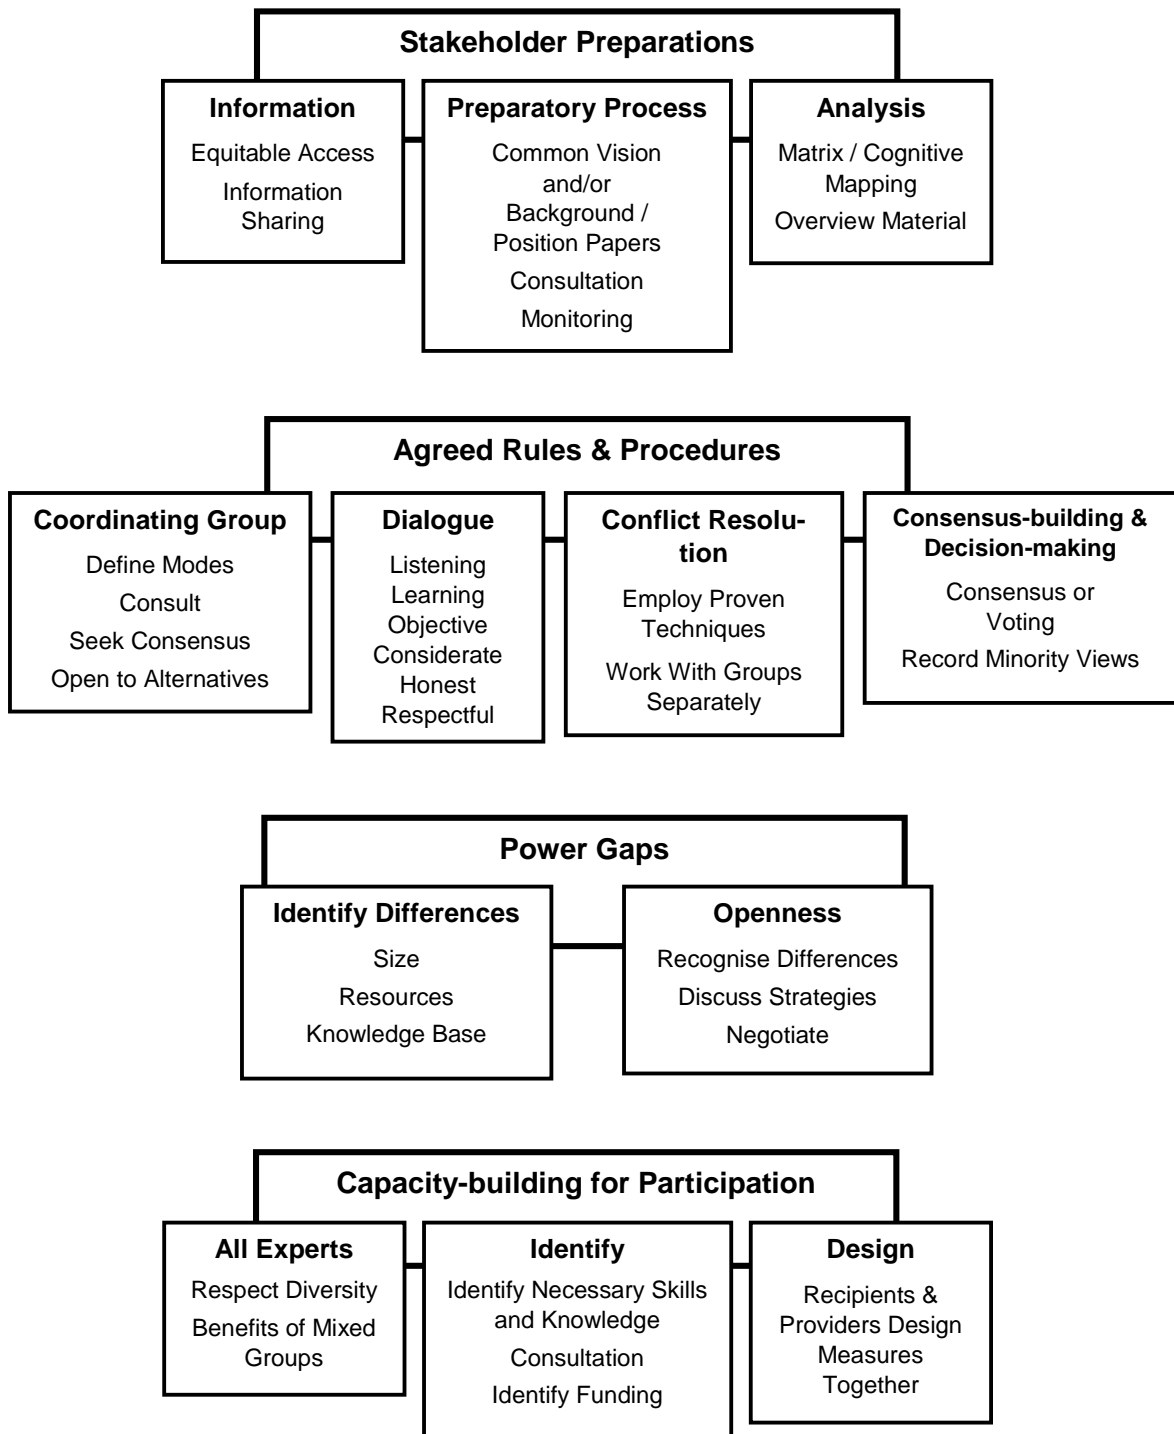 Stakeholder Preparations
Information
Equitable Access
Information
Sharing
Preparatory Process
Common Vision
and/or
Background /
Position Papers
Consultation
Monitoring
Analysis
Matrix / Cognitive
Mapping
Overview Material
Agreed Rules & Procedures
Coordinating Group
Define Modes
Consult
Seek Consensus
Open to Alternatives
Dialogue
Listening
Learning
Objective
Considerate
Honest
Respectful
Conflict Resolu-
tion
Employ Proven
Techniques
Work With Groups
Separately
Consensus-building &
Decision-making
Consensus or
Voting
Record Minority Views
Power Gaps
Identify Differences
Size
Resources
Knowledge Base
Openness
Recognise Differences
Discuss Strategies
Negotiate
Capacity-building for Participation
All Experts
Respect Diversity
Benefits of Mixed
Groups
Identify
Identify Necessary Skills
and Knowledge
Consultation
Identify Funding
Design
Recipients &
Providers Design
Measures
Together